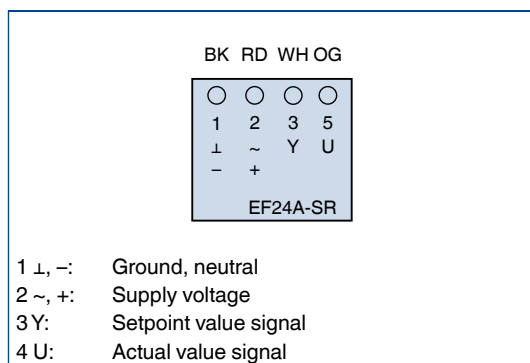 BK RD WH OG
1 2 3 5
⊥ ~ Y U
– +
EF24A-SR
1 ⊥, –: Ground, neutral
2 ~, +: Supply voltage
3 Y: Setpoint value signal
4 U: Actual value signal